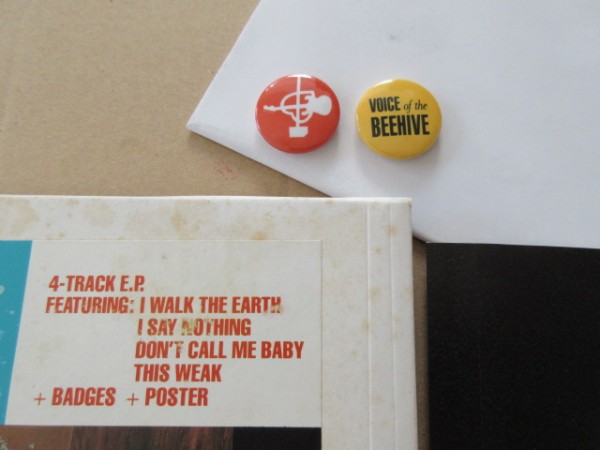 VOICE of the
BEEHIVE
4-TRACK E.P.
FEATURING: I WALK THE EARTH
I SAY NOTHING
DON'T CALL ME BABY
THIS WEAK
+ BADGES + POSTER